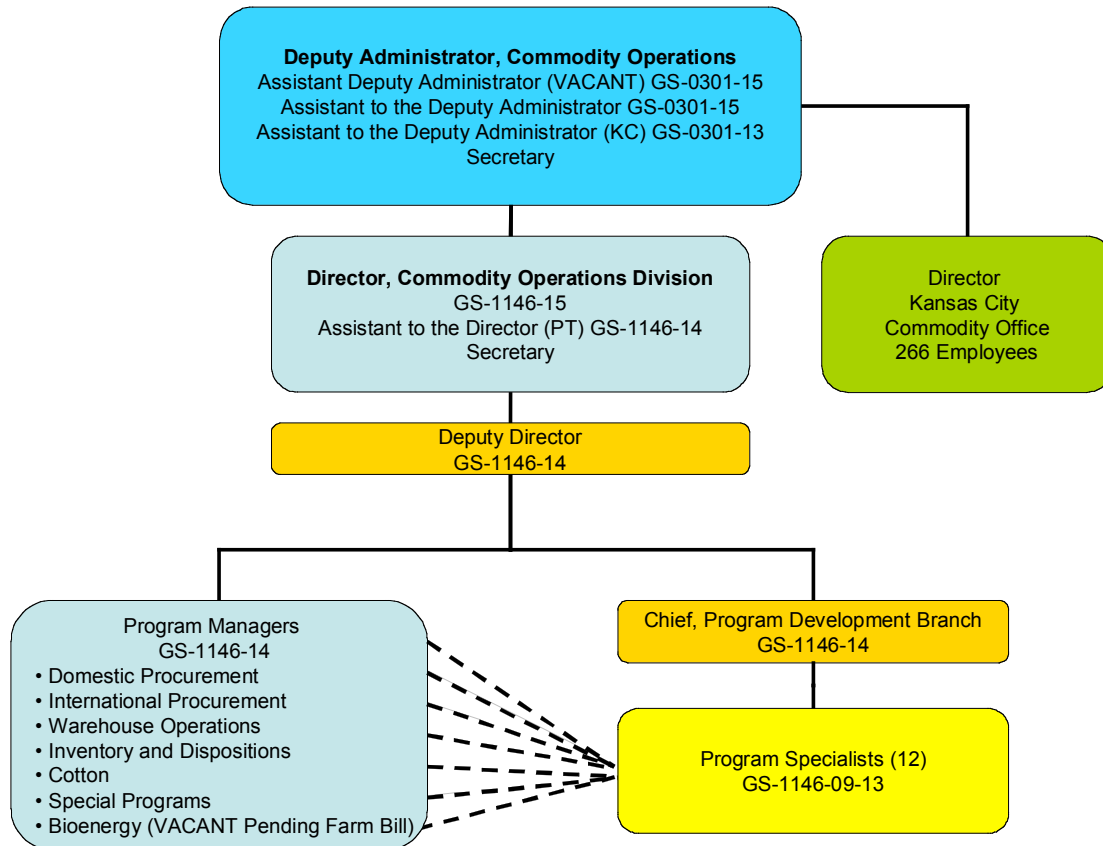 Deputy Administrator, Commodity Operations
Assistant Deputy Administrator (VACANT) GS-0301-15
Assistant to the Deputy Administrator GS-0301-15
Assistant to the Deputy Administrator (KC) GS-0301-13
Secretary
Director, Commodity Operations Division
GS-1146-15
Assistant to the Director (PT) GS-1146-14
Secretary
Director
Kansas City
Commodity Office
266 Employees
Deputy Director
GS-1146-14
Program Managers
GS-1146-14
• Domestic Procurement
• International Procurement
• Warehouse Operations
• Inventory and Dispositions
• Cotton
• Special Programs
• Bioenergy (VACANT Pending Farm Bill)
Chief, Program Development Branch
GS-1146-14
Program Specialists (12)
GS-1146-09-13